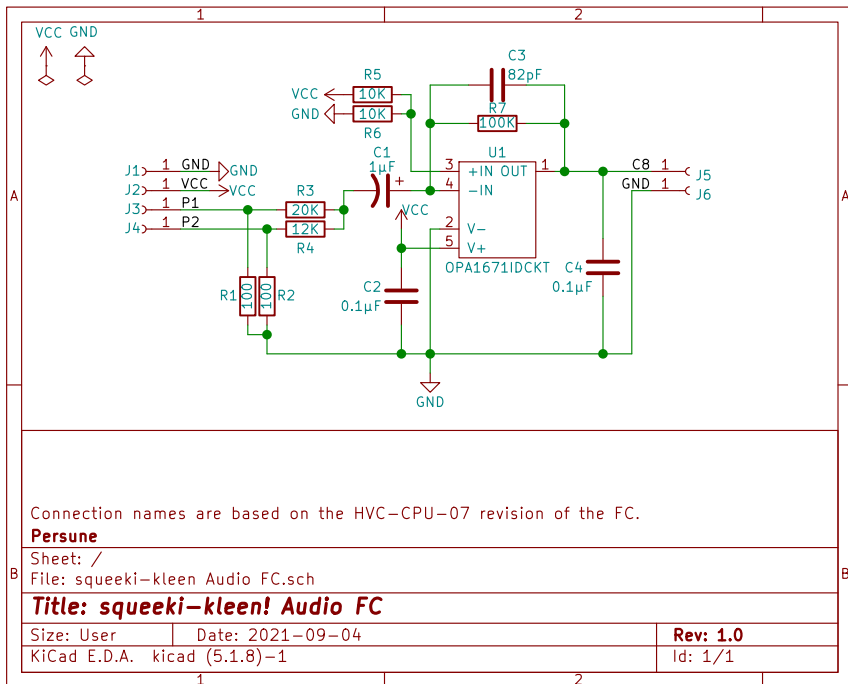 1 2
VCC GND
C3
82pF
R5
VCC 10K
R7
100K
GND 10K
R6
C1
1µF
U1
J1 1 GND GND
3 +IN OUT 1
C8 1 J5
J2 1 VCC VCC
R3
4 -IN
GND 1 J6
J3 1 P1
20K
VCC
J4 1 P2
12K
2 V-
R4
5 V+
OPA1671IDCKT
C4
0.1µF
R1 100 100 R2
C2
0.1µF
A A
GND
Connection names are based on the HVC-CPU-07 revision of the FC.
Persune
Sheet: /
B B
File: squeeki-kleen Audio FC.sch
Title: squeeki-kleen! Audio FC
Size: User Date: 2021-09-04 Rev: 1.0
KiCad E.D.A. kicad (5.1.8)-1 Id: 1/1
1 2